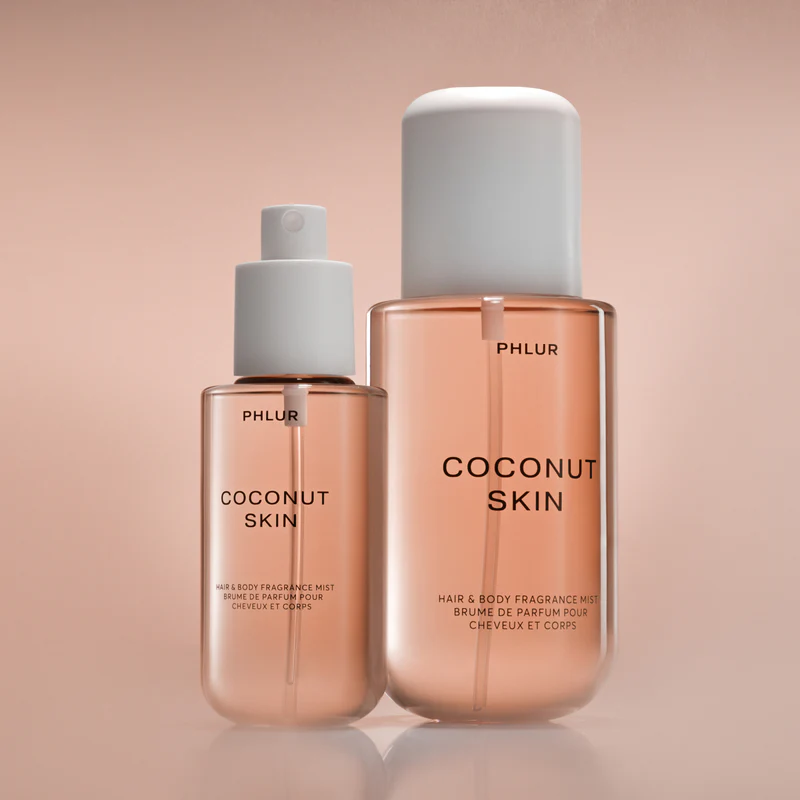 PHLUR
COCONUT
SKIN
HAIR & BODY FRAGRANCE MIST
BRUME DE PARFUM POUR
CHEVEUX ET CORPS
PHLUR
COCONUT
SKIN
HAIR & BODY FRAGRANCE MIST
BRUME DE PARFUM POUR
CHEVEUX ET CORPS